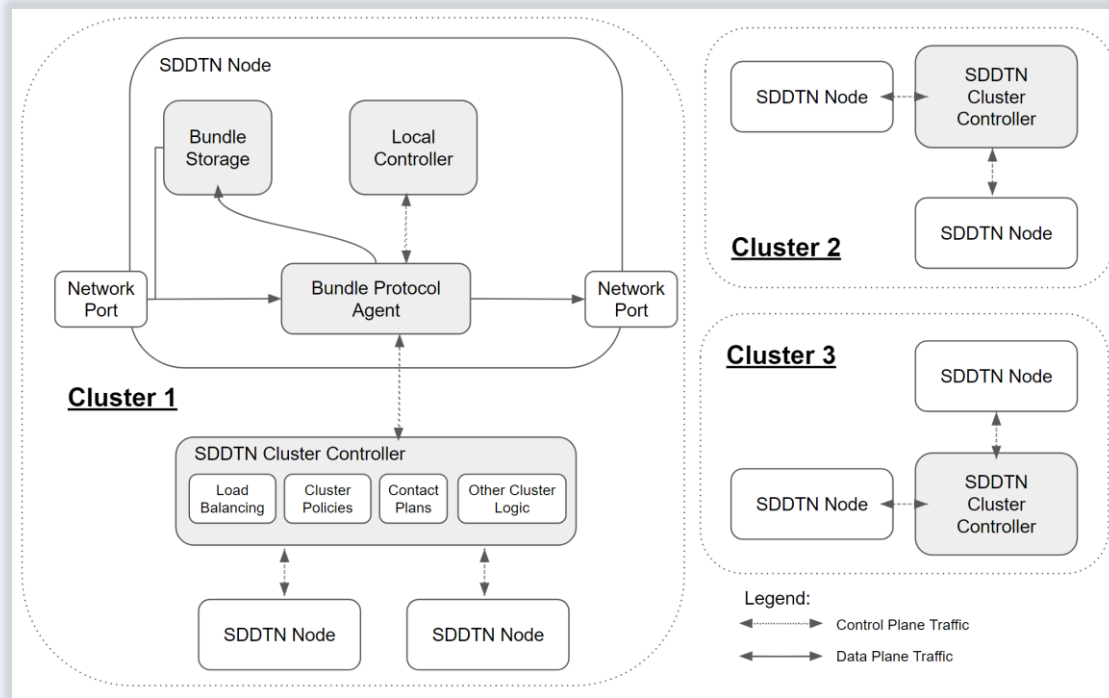 SDDTN Node
Bundle
Storage
Local
Controller
Network
Port
Bundle Protocol
Agent
Network
Port
Cluster 1
SDDTN Cluster Controller
Load
Balancing
Cluster
Policies
Contact
Plans
Other Cluster
Logic
SDDTN Node
SDDTN Node
SDDTN Node
SDDTN
Cluster
Controller
SDDTN Node
Cluster 2
Cluster 3
SDDTN Node
SDDTN Node
SDDTN
Cluster
Controller
Legend:
Control Plane Traffic
Data Plane Traffic